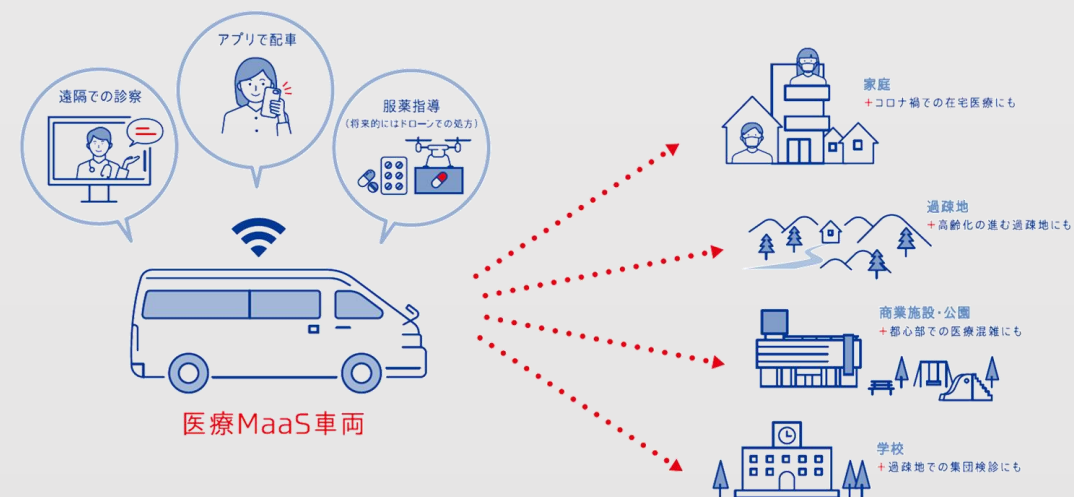 アプリで配車
遠隔での診察
服薬指導
(将来的にはドローンでの処方)
医療MaaS車両
家庭
+コロナ禍での在宅医療にも
過疎地
+高齢化の進む過疎地にも
商業施設・公園
+都心部での医療混雑にも
学校
+過疎地での集団検診にも